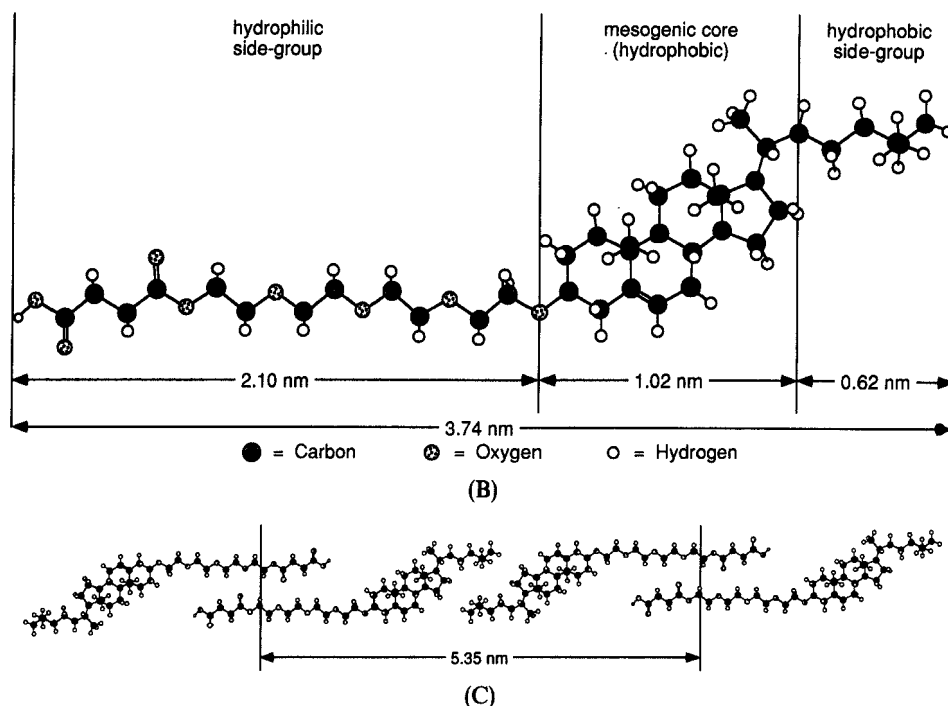 hydrophilic
side-group
mesogenic core
(hydrophobic)
hydrophobic
side-group
2.10 nm
1.02 nm
0.62 nm
3.74 nm
= Carbon
= Oxygen
= Hydrogen
(B)
5.35 nm
(C)